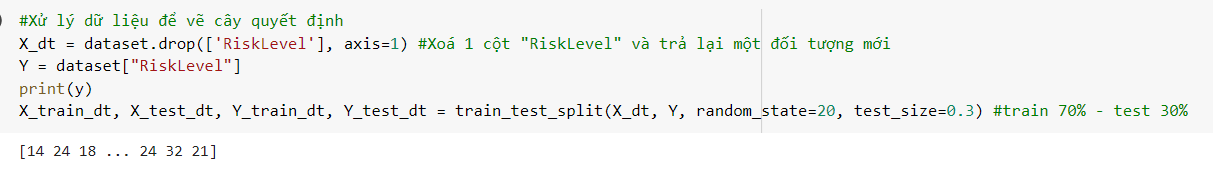 #Xử lý dữ liệu để vẽ cây quyết định
X_dt = dataset.drop(['RiskLevel'], axis=1) #Xoá 1 cột "RiskLevel" và trả lại một đối tượng mới
Y = dataset["RiskLevel"]
print(y)
X_train_dt, X_test_dt, Y_train_dt, Y_test_dt = train_test_split(X_dt, Y, random_state=20, test_size=0.3) #train 70% - test 30%
[14 24 18 ... 24 32 21]